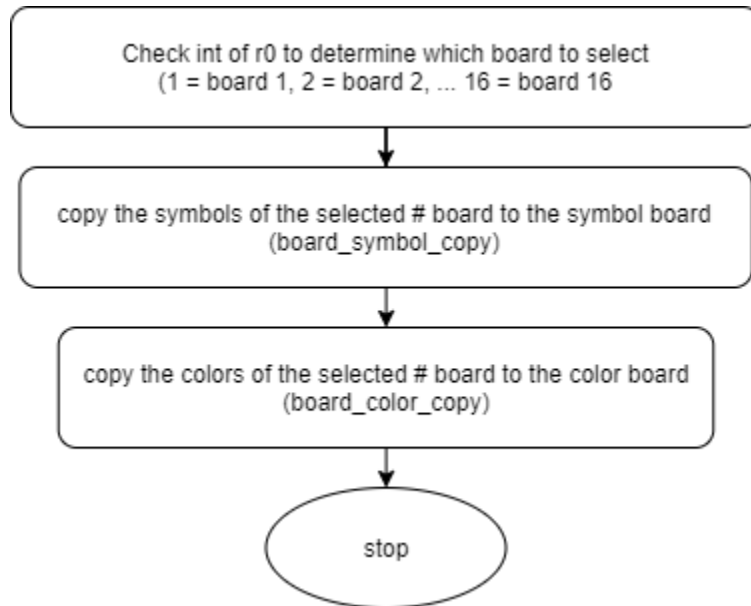 Check int of r0 to determine which board to select
(1 = board 1, 2 = board 2, ... 16 = board 16
copy the symbols of the selected # board to the symbol board
(board_symbol_copy)
copy the colors of the selected # board to the color board
(board_color_copy)
stop